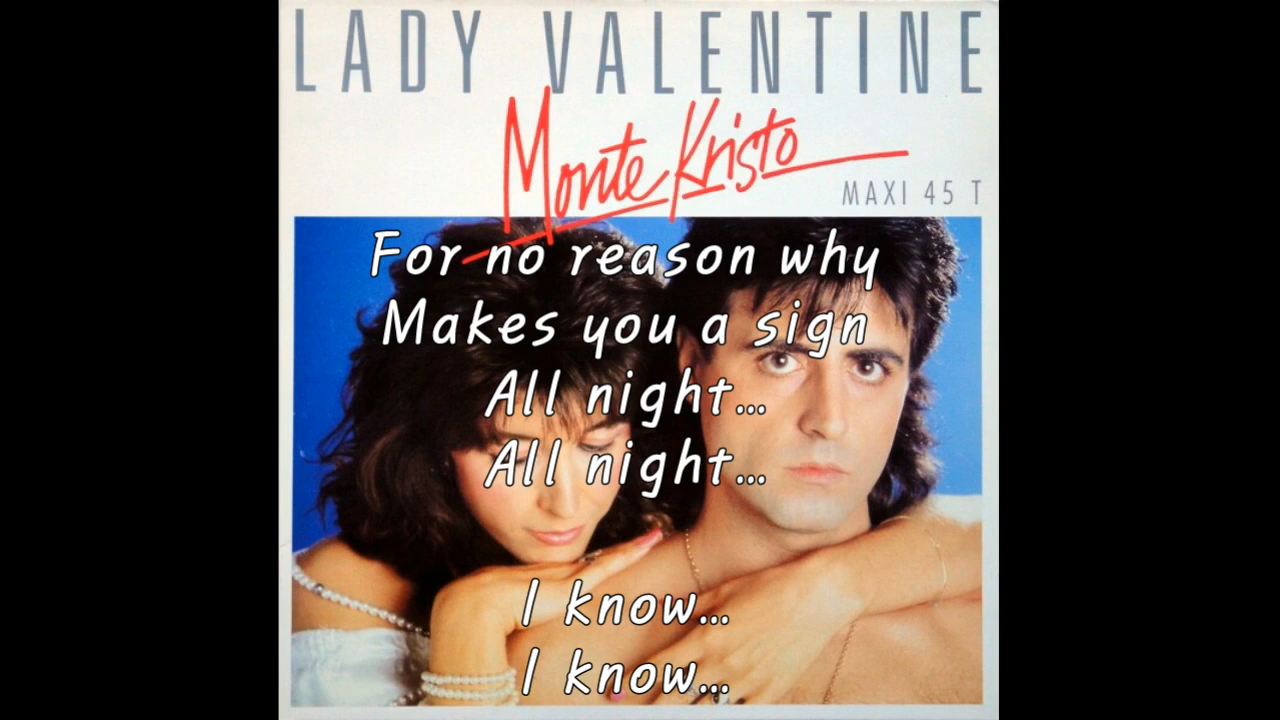 LADY VALENTINE
Monte Kristo
MAXI 45 T
For no reason why
Makes you a sign
All night...
All night...
I know...
I know...